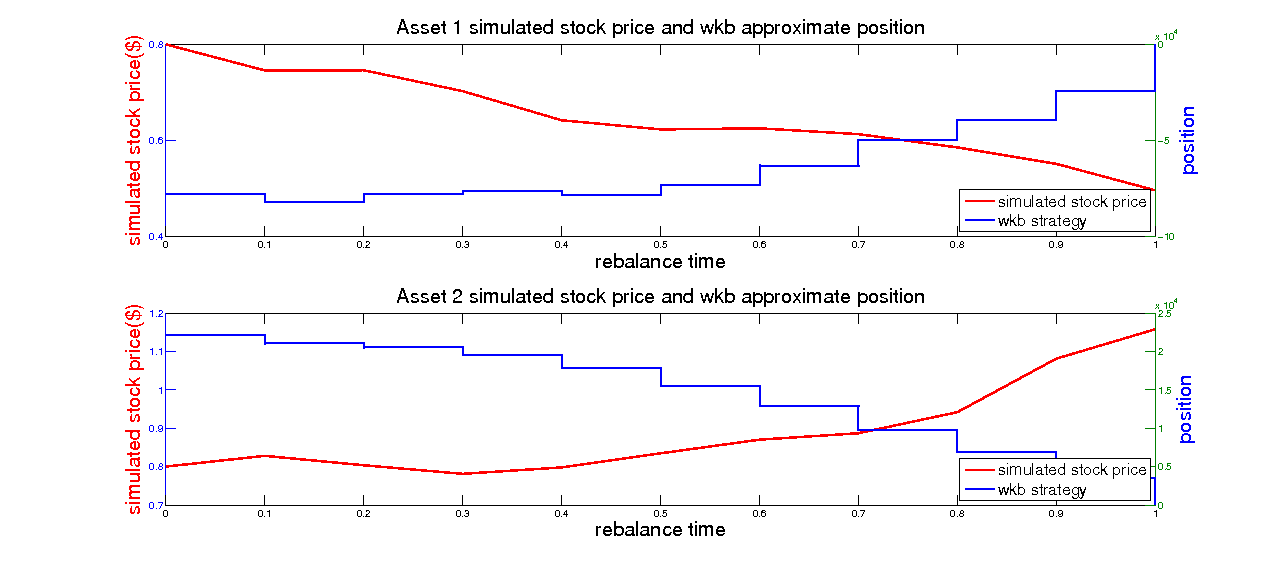 Asset 1 simulated stock price and wkb approximate position
x 10^4
simulated stock price($)
0.8
0.6
0.4
0
−5
−10
position
simulated stock price
wkb strategy
0 0.1 0.2 0.3 0.4 0.5 0.6 0.7 0.8 0.9 1
rebalance time
Asset 2 simulated stock price and wkb approximate position
x 10^4
simulated stock price($)
1.2
1.1
1
0.9
0.8
0.7
2.5
2
1.5
1
0.5
0
position
simulated stock price
wkb strategy
0 0.1 0.2 0.3 0.4 0.5 0.6 0.7 0.8 0.9 1
rebalance time